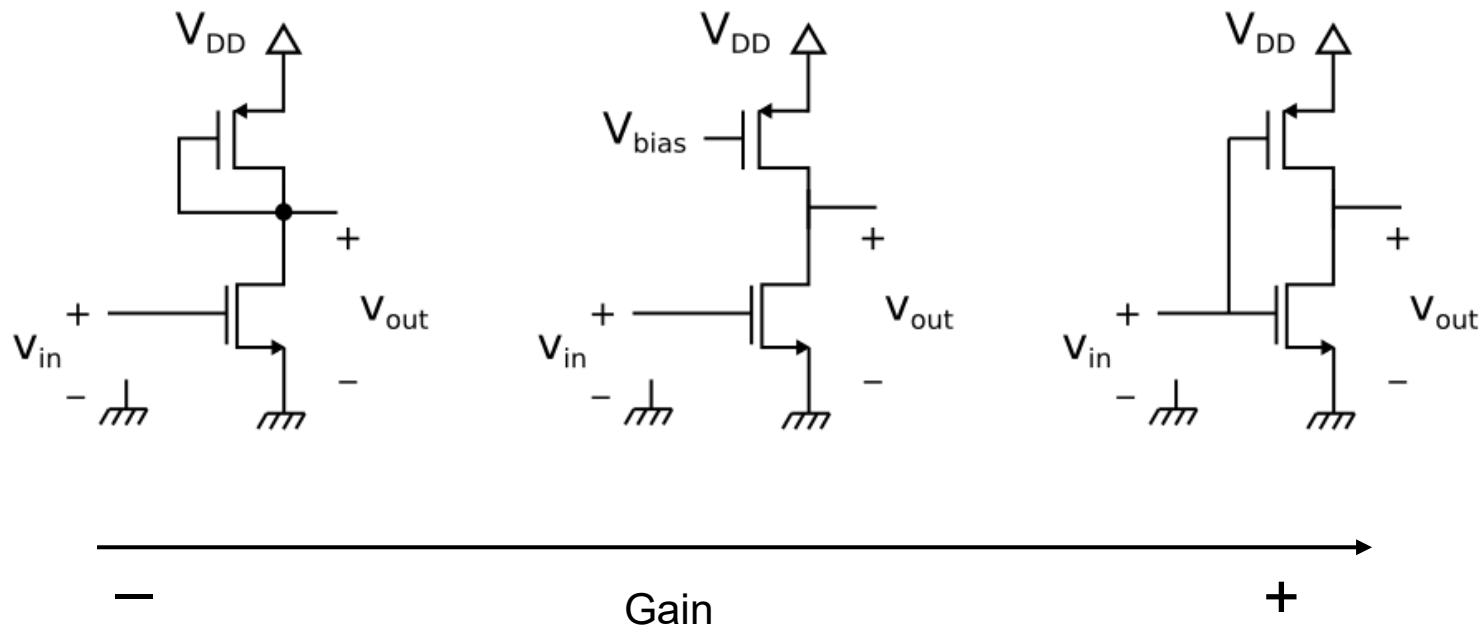 V_DD V_DD V_DD
V_bias
+ + +
+ v_out + v_out + v_out
v_in v_in v_in
− − − − − −
− Gain +